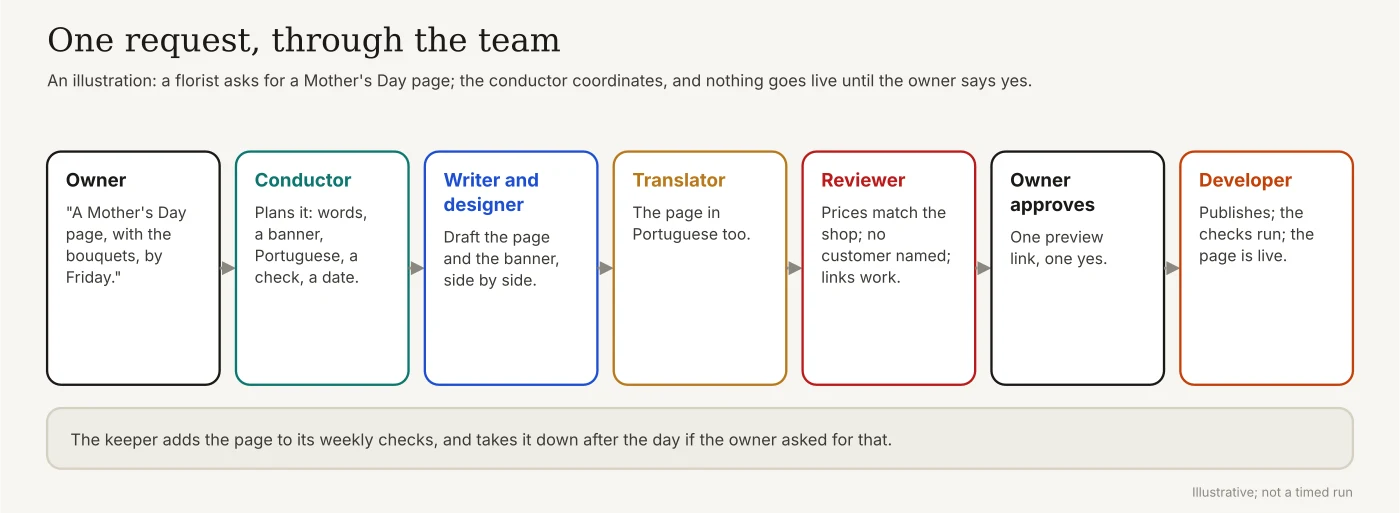 One request, through the team
An illustration: a florist asks for a Mother's Day page; the conductor coordinates, and nothing goes live until the owner says yes.
Owner
"A Mother's Day
page, with the
bouquets, by
Friday."
Conductor
Plans it: words,
a banner,
Portuguese, a
check, a date.
Writer and
designer
Draft the page
and the banner,
side by side.
Translator
The page in
Portuguese too.
Reviewer
Prices match the
shop; no
customer named;
links work.
Owner
approves
One preview
link, one yes.
Developer
Publishes; the
checks run; the
page is live.
The keeper adds the page to its weekly checks, and takes it down after the day if the owner asked for that.
Illustrative; not a timed run